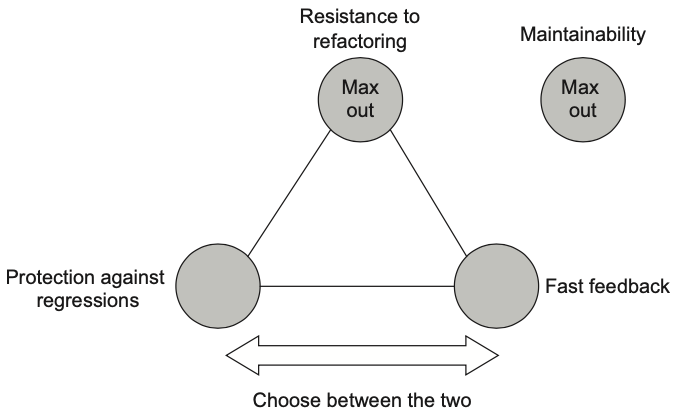 Resistance to
refactoring
Maintainability
Max
out
Max
out
Protection against
regressions
Fast feedback
Choose between the two